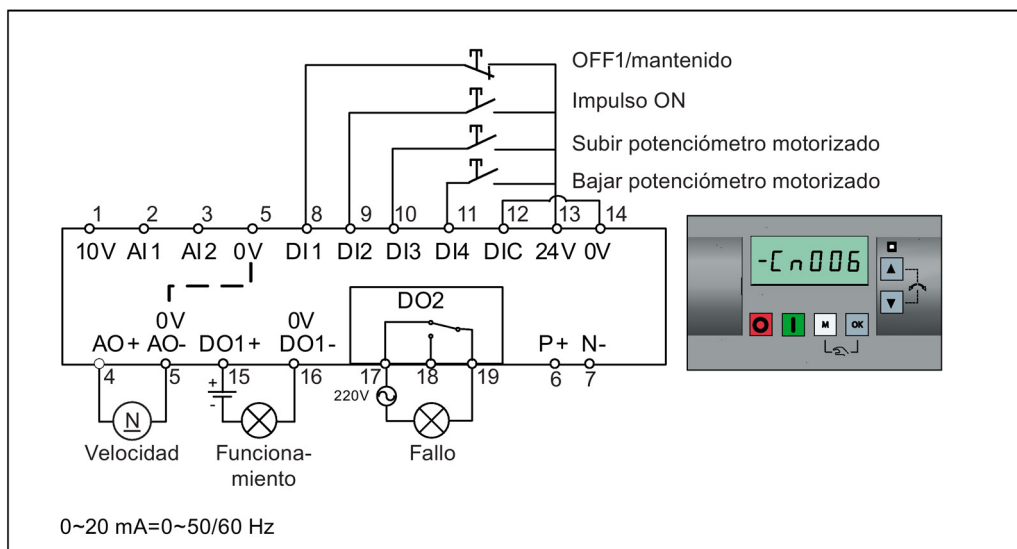 OFF1/mantenido
Impulso ON
Subir potenciómetro motorizado
Bajar potenciómetro motorizado
1 2 3 5 8 9 10 11 12 13 14
10V AI1 AI2 0V DI1 DI2 DI3 DI4 DIC 24V 0V
-Cn006
M OK
0V 0V DO2
AO+ AO- DO1+ DO1- P+ N-
4 5 15 16 17 18 19 6 7
+
-
220V
N
Velocidad Funciona-
miento
Fallo
0~20 mA=0~50/60 Hz